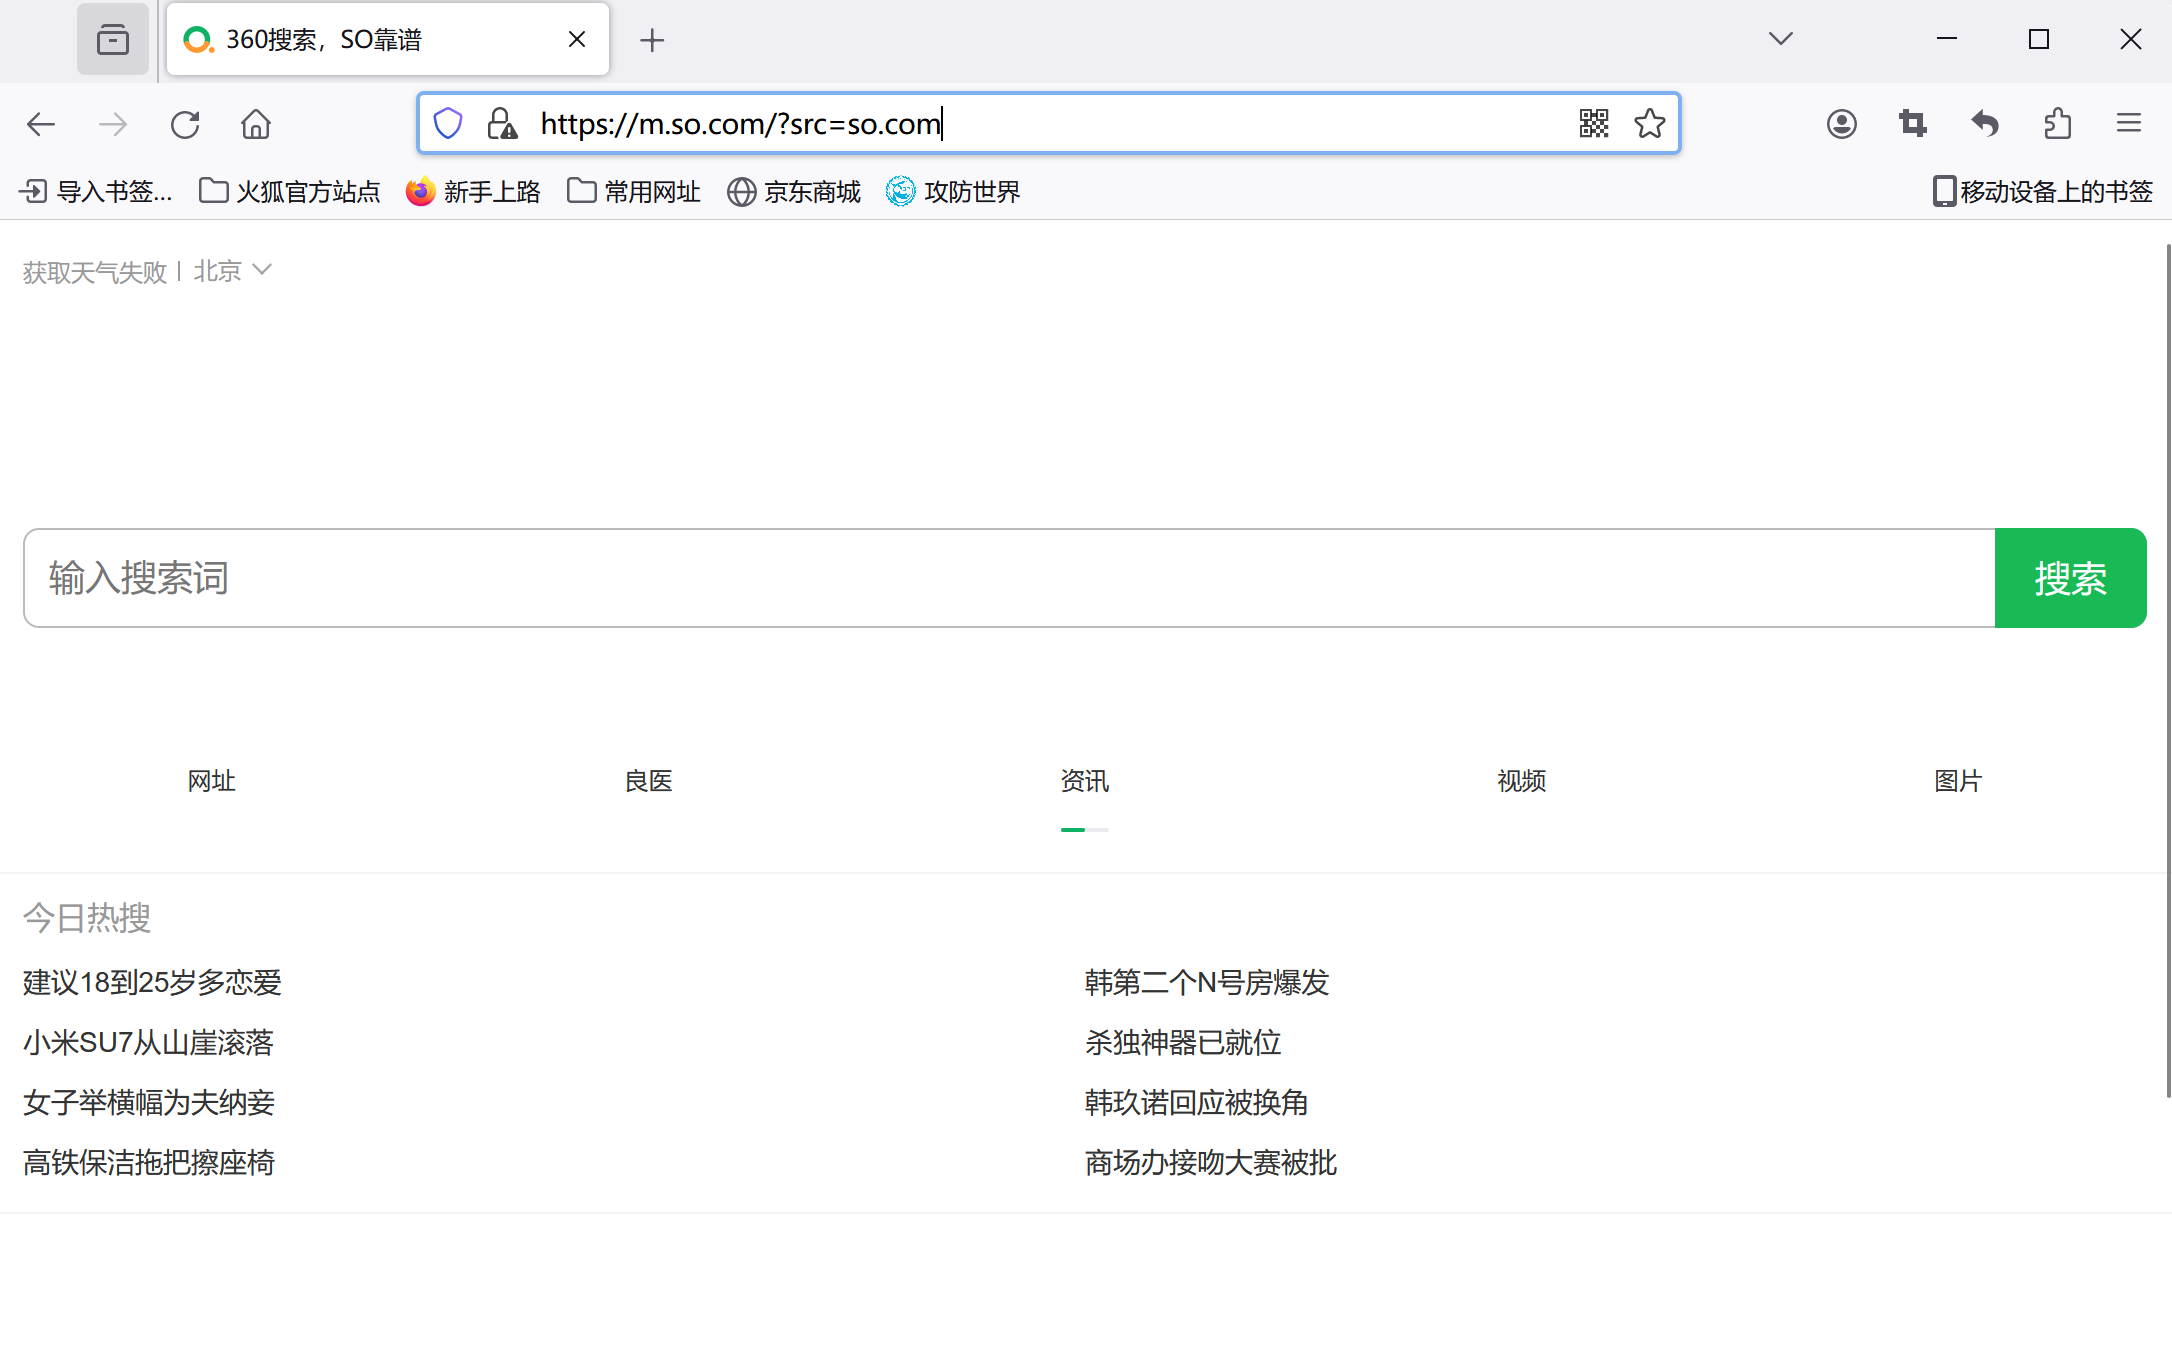 360搜索，SO靠谱
https://m.so.com/?src=so.com
导入书签... 火狐官方站点 新手上路 常用网址 京东商城 攻防世界 移动设备上的书签
获取天气失败 北京
输入搜索词 搜索
网址 良医 资讯 视频 图片
今日热搜
建议18到25岁多恋爱 韩第二个N号房爆发
小米SU7从山崖滚落 杀独神器已就位
女子举横幅为夫纳妾 韩玖诺回应被换角
高铁保洁拖把擦座椅 商场办接吻大赛被批